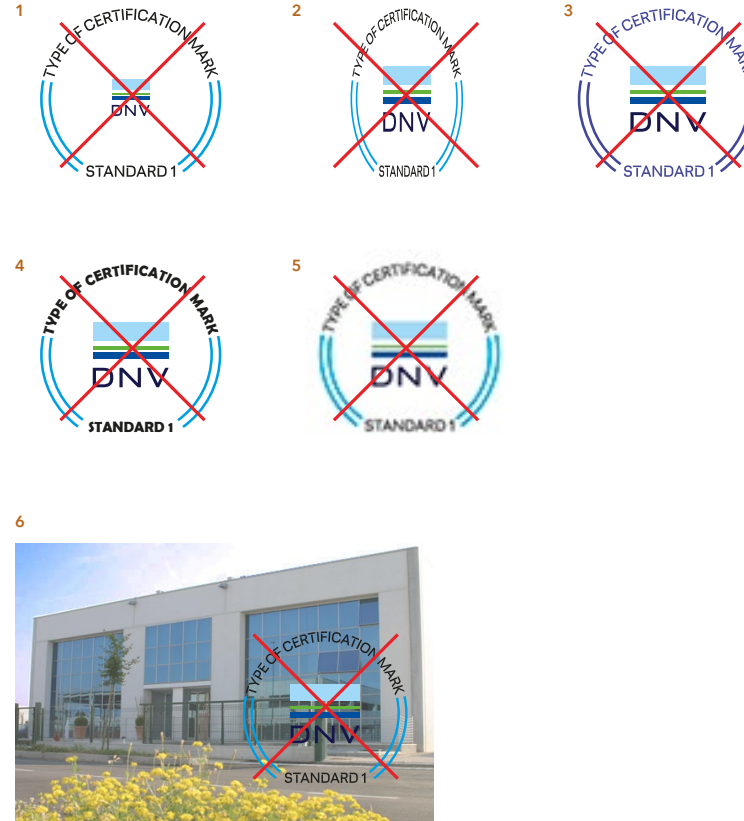 1
TYPE OF CERTIFICATION MARK
DNV
STANDARD 1
2
TYPE OF CERTIFICATION MARK
DNV
STANDARD 1
3
TYPE OF CERTIFICATION MARK
DNV
STANDARD 1
4
TYPE OF CERTIFICATION MARK
DNV
STANDARD 1
5
TYPE OF CERTIFICATION MARK
DNV
STANDARD 1
6
TYPE OF CERTIFICATION MARK
DNV
STANDARD 1